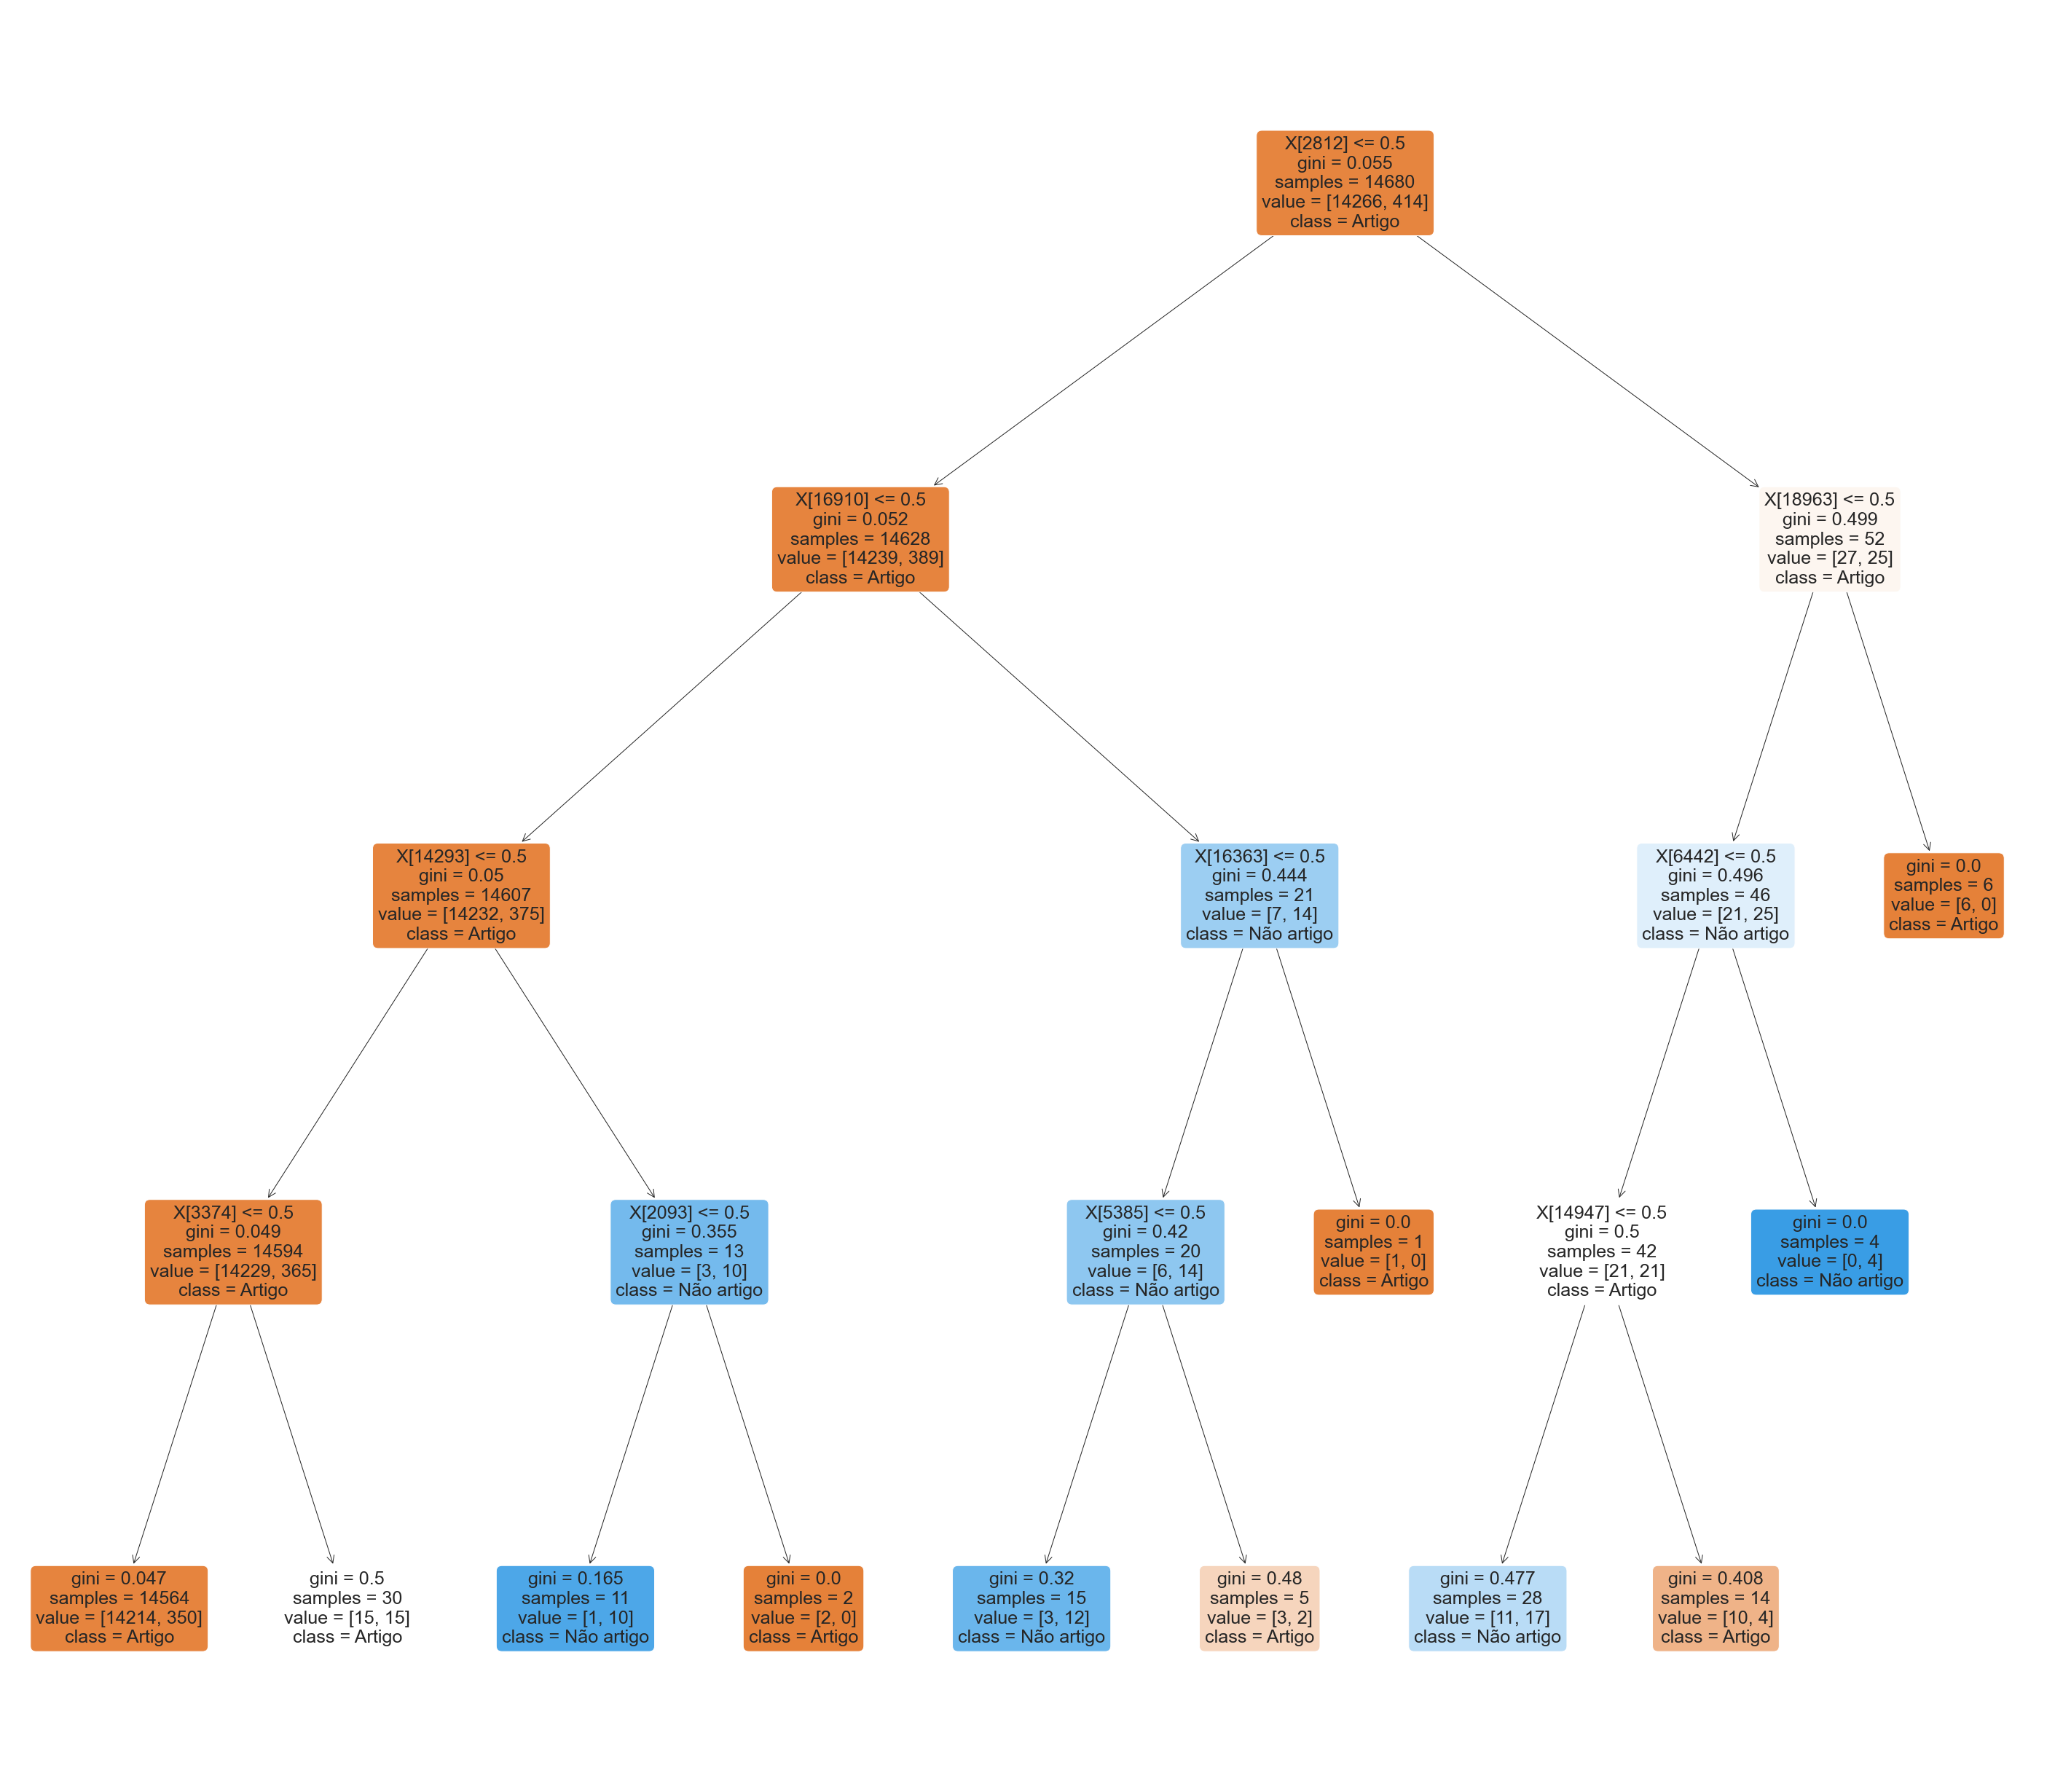 X[2812] <= 0.5
gini = 0.055
samples = 14680
value = [14266, 414]
class = Artigo
X[16910] <= 0.5
gini = 0.052
samples = 14628
value = [14239, 389]
class = Artigo
X[18963] <= 0.5
gini = 0.499
samples = 52
value = [27, 25]
class = Artigo
X[14293] <= 0.5
gini = 0.05
samples = 14607
value = [14232, 375]
class = Artigo
X[16363] <= 0.5
gini = 0.444
samples = 21
value = [7, 14]
class = Não artigo
X[6442] <= 0.5
gini = 0.496
samples = 46
value = [21, 25]
class = Não artigo
gini = 0.0
samples = 6
value = [6, 0]
class = Artigo
X[3374] <= 0.5
gini = 0.049
samples = 14594
value = [14229, 365]
class = Artigo
X[2093] <= 0.5
gini = 0.355
samples = 13
value = [3, 10]
class = Não artigo
X[5385] <= 0.5
gini = 0.42
samples = 20
value = [6, 14]
class = Não artigo
gini = 0.0
samples = 1
value = [1, 0]
class = Artigo
X[14947] <= 0.5
gini = 0.5
samples = 42
value = [21, 21]
class = Artigo
gini = 0.0
samples = 4
value = [0, 4]
class = Não artigo
gini = 0.047
samples = 14564
value = [14214, 350]
class = Artigo
gini = 0.5
samples = 30
value = [15, 15]
class = Artigo
gini = 0.165
samples = 11
value = [1, 10]
class = Não artigo
gini = 0.0
samples = 2
value = [2, 0]
class = Artigo
gini = 0.32
samples = 15
value = [3, 12]
class = Não artigo
gini = 0.48
samples = 5
value = [3, 2]
class = Artigo
gini = 0.477
samples = 28
value = [11, 17]
class = Não artigo
gini = 0.408
samples = 14
value = [10, 4]
class = Artigo